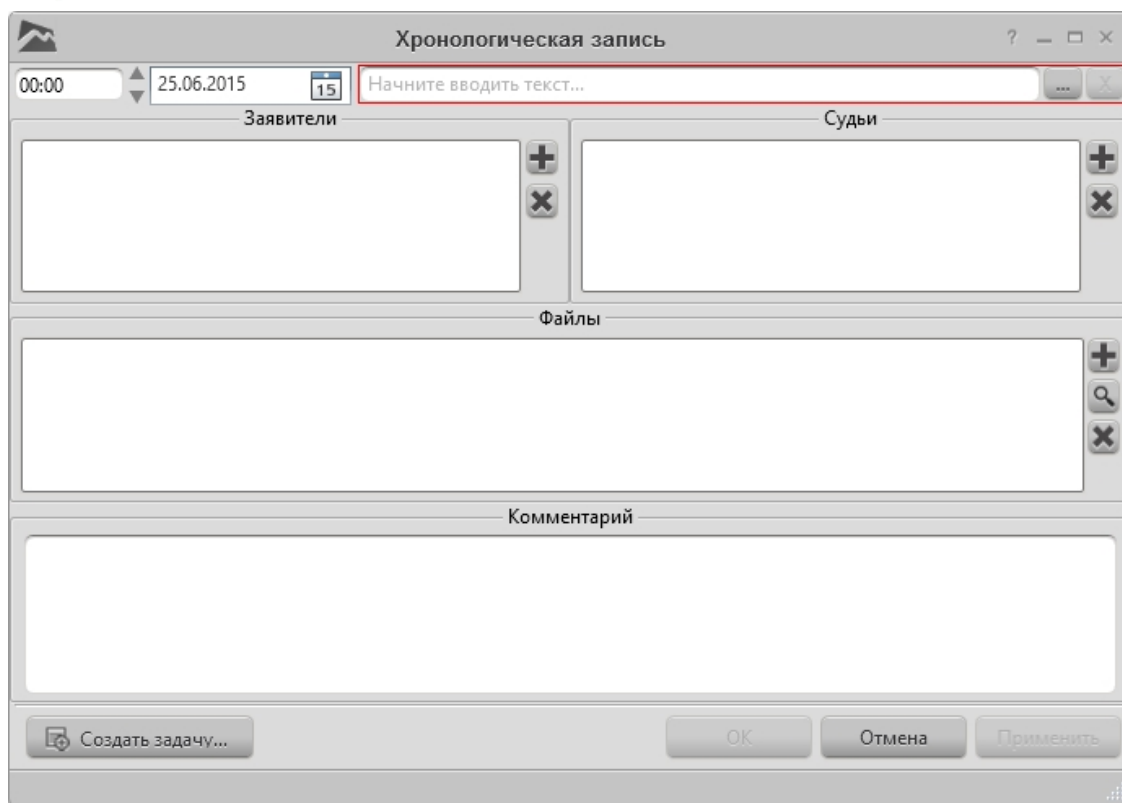 Хронологическая запись
00:00 25.06.2015 15 Начните вводить текст... ... X
Заявители Судьи
Файлы
Комментарий
Создать задачу... OK Отмена Применить